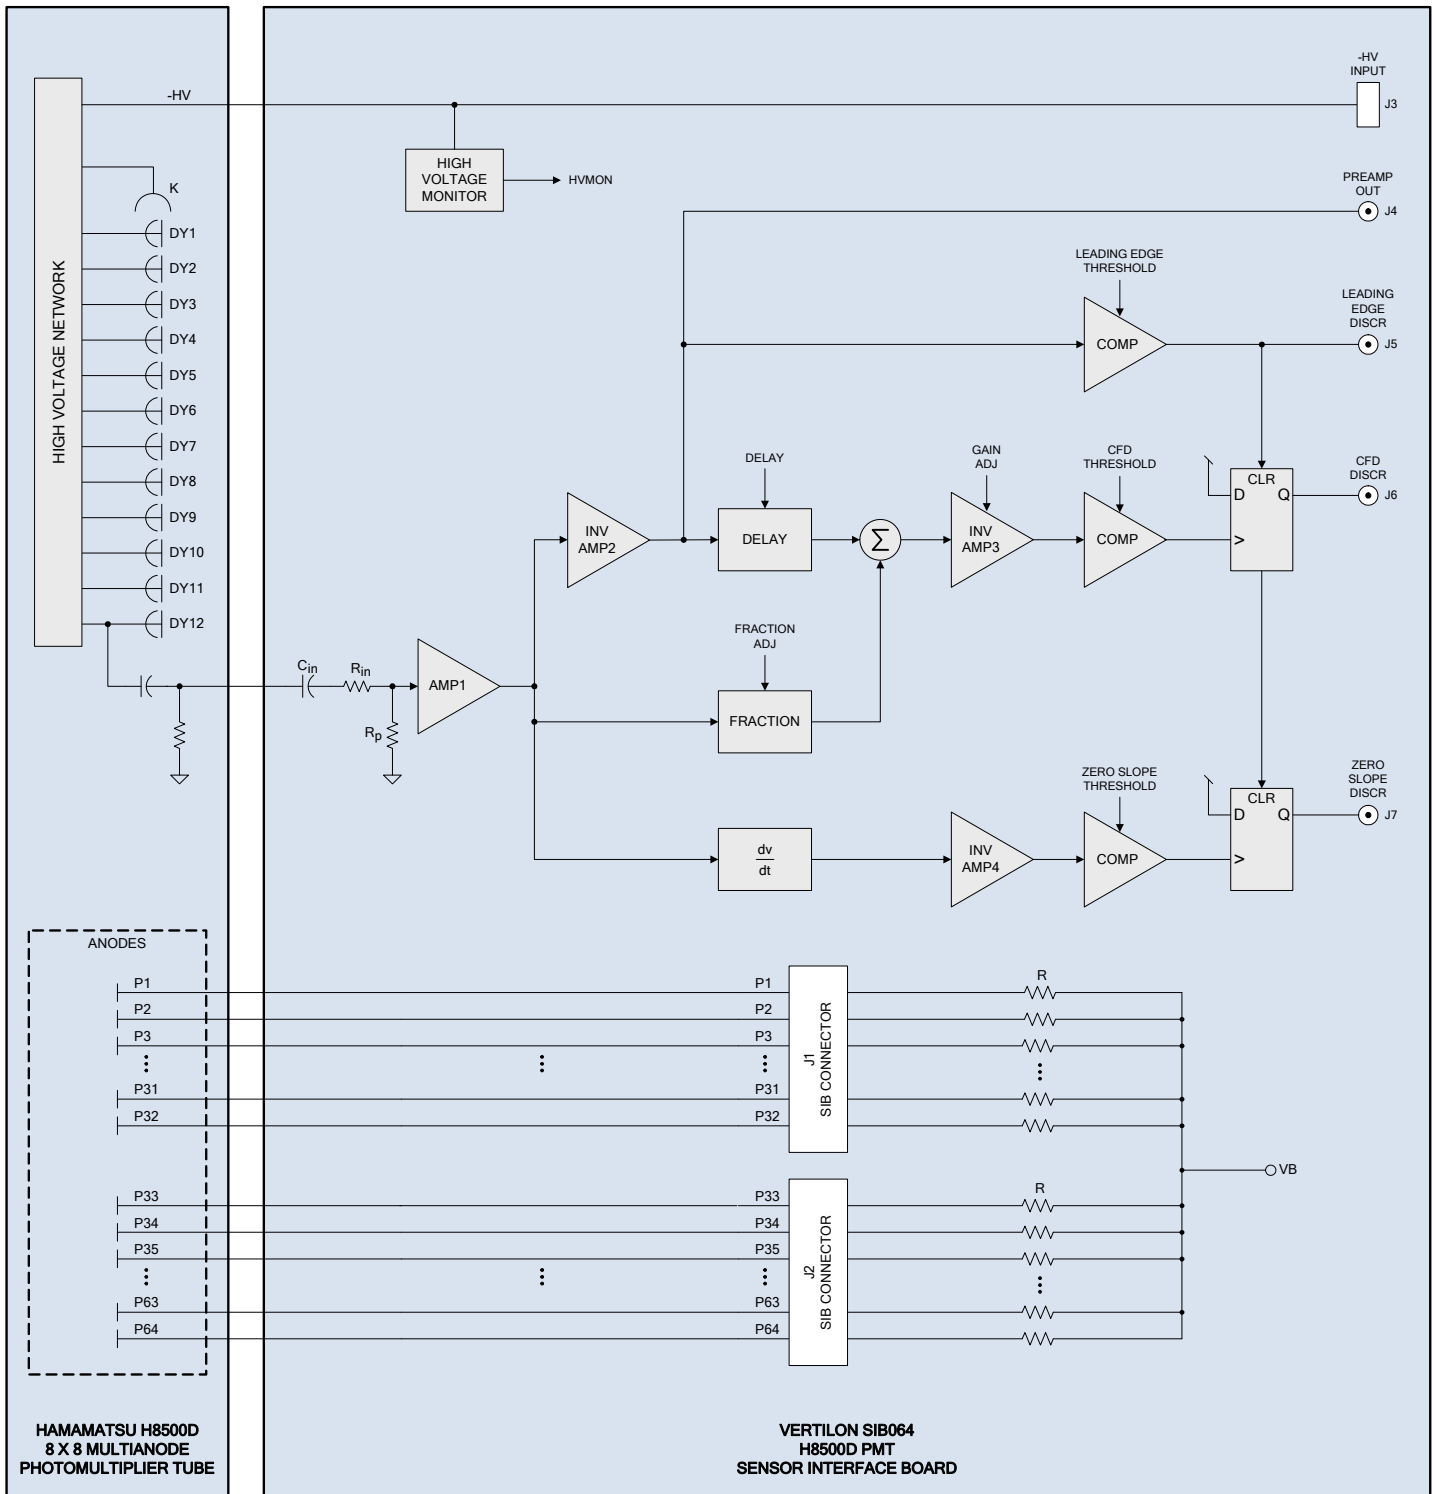 -HV
INPUT
-HV
J3
HIGH
VOLTAGE
MONITOR
HVMON
PREAMP
OUT
J4
K
HIGH VOLTAGE NETWORK
DY1
DY2
DY3
DY4
DY5
DY6
DY7
DY8
DY9
DY10
DY11
DY12
LEADING EDGE
THRESHOLD
COMP
LEADING
EDGE
DISCR
J5
INV
AMP2
DELAY
DELAY
Σ
GAIN
ADJ
INV
AMP3
CFD
THRESHOLD
COMP
CLR
D
Q
>
CFD
DISCR
J6
Cin
Rin
Rp
AMP1
FRACTION
ADJ
FRACTION
dv
dt
INV
AMP4
ZERO SLOPE
THRESHOLD
COMP
CLR
D
Q
>
ZERO
SLOPE
DISCR
J7
ANODES
P1
P2
P3
P31
P32
P33
P34
P35
P63
P64
P1
P2
P3
P31
P32
J1
SIB CONNECTOR
R
P33
P34
P35
P63
P64
J2
SIB CONNECTOR
R
VB
HAMAMATSU H8500D
8 X 8 MULTIANODE
PHOTOMULTIPLIER TUBE
VERTILON SIB064
H8500D PMT
SENSOR INTERFACE BOARD